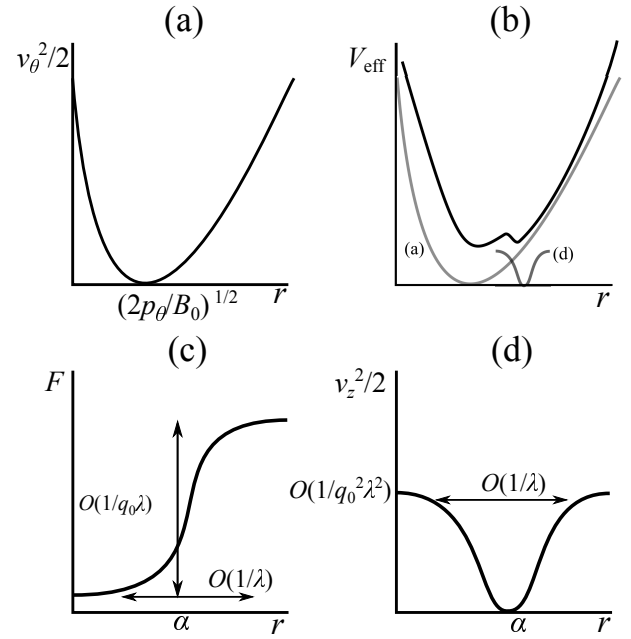 (a)
v_θ²/2
(2p_θ/B₀)^1/2
r
(b)
V_eff
(a)
(d)
r
(c)
F
O(1/q₀λ)
O(1/λ)
α
r
(d)
v_z²/2
O(1/q₀²λ²)
O(1/λ)
α
r